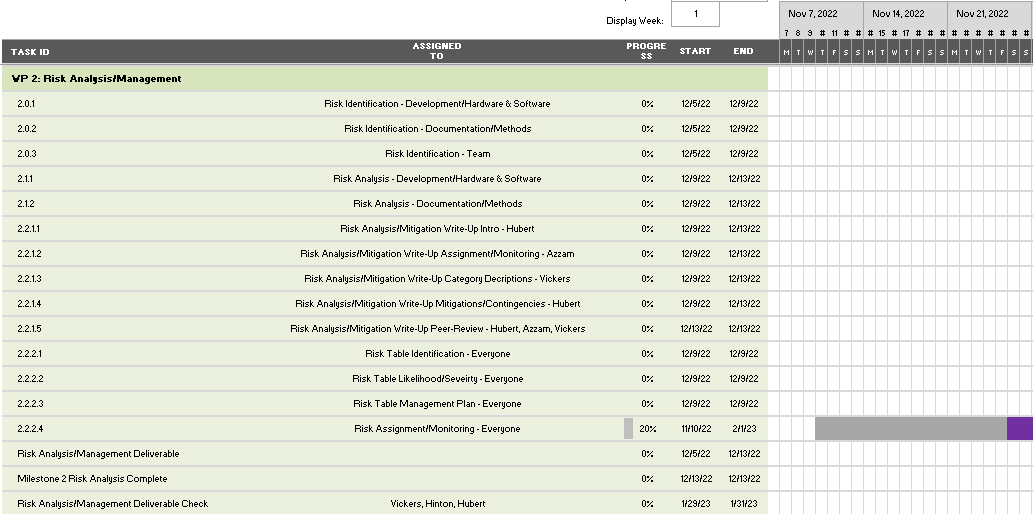 Display Week: 1
Nov 7, 2022 Nov 14, 2022 Nov 21, 2022
7 8 9 # 11 # # # 15 # 17 # # # # # # # # # #
TASK ID ASSIGNED TO PROGRESS START END M T W T F S S M T W T F S S M T W T F S S
WP 2: Risk Analysis/Management
2.0.1 Risk Identification - Development/Hardware & Software 0% 12/5/22 12/9/22
2.0.2 Risk Identification - Documentation/Methods 0% 12/5/22 12/9/22
2.0.3 Risk Identification - Team 0% 12/5/22 12/9/22
2.1.1 Risk Analysis - Development/Hardware & Software 0% 12/9/22 12/13/22
2.1.2 Risk Analysis - Documentation/Methods 0% 12/9/22 12/13/22
2.2.1.1 Risk Analysis/Mitigation Write-Up Intro - Hubert 0% 12/9/22 12/13/22
2.2.1.2 Risk Analysis/Mitigation Write-Up Assignment/Monitoring - Azzam 0% 12/9/22 12/13/22
2.2.1.3 Risk Analysis/Mitigation Write-Up Category Decriptions - Vickers 0% 12/9/22 12/13/22
2.2.1.4 Risk Analysis/Mitigation Write-Up Mitigations/Contingencies - Hubert 0% 12/9/22 12/13/22
2.2.1.5 Risk Analysis/Mitigation Write-Up Peer-Review - Hubert, Azzam, Vickers 0% 12/13/22 12/13/22
2.2.2.1 Risk Table Identification - Everyone 0% 12/9/22 12/9/22
2.2.2.2 Risk Table Likelihood/Seveirty - Everyone 0% 12/9/22 12/9/22
2.2.2.3 Risk Table Management Plan - Everyone 0% 12/9/22 12/9/22
2.2.2.4 Risk Assignment/Monitoring - Everyone 20% 11/10/22 2/1/23
Risk Analysis/Management Deliverable 0% 12/5/22 12/13/22
Milestone 2 Risk Analysis Complete 0% 12/13/22 12/13/22
Risk Analysis/Management Deliverable Check Vickers, Hinton, Hubert 0% 1/29/23 1/31/23